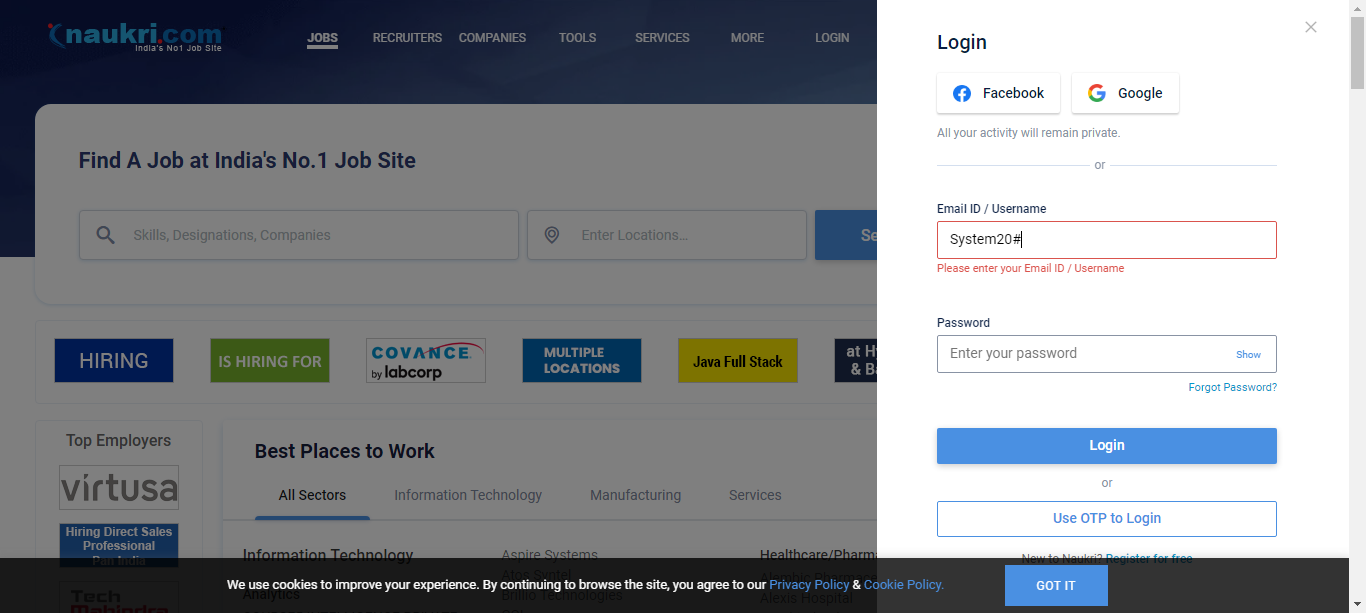 naukri.com
India's No1 Job Site
JOBS RECRUITERS COMPANIES TOOLS SERVICES MORE LOGIN
Find A Job at India's No.1 Job Site
Skills, Designations, Companies
Enter Locations...
Se
HIRING
IS HIRING FOR
COVANCE
by labcorp
MULTIPLE
LOCATIONS
Java Full Stack
at
& Ba
Top Employers
virtusa
Hiring Direct Sales
Professional
Pan India
Tech
Mahindra
Best Places to Work
All Sectors Information Technology Manufacturing Services
Information Technology
Analytics
Aspire Systems
Atos Syntel
Brillio Technologies
Healthcare/Pharma
Alembic Pharma
Alexis Hospital
Login
Facebook
Google
All your activity will remain private.
or
Email ID / Username
System20#
Please enter your Email ID / Username
Password
Enter your password
Show
Forgot Password?
Login
or
Use OTP to Login
New to Naukri? Register for free
We use cookies to improve your experience. By continuing to browse the site, you agree to our Privacy Policy & Cookie Policy.
GOT IT